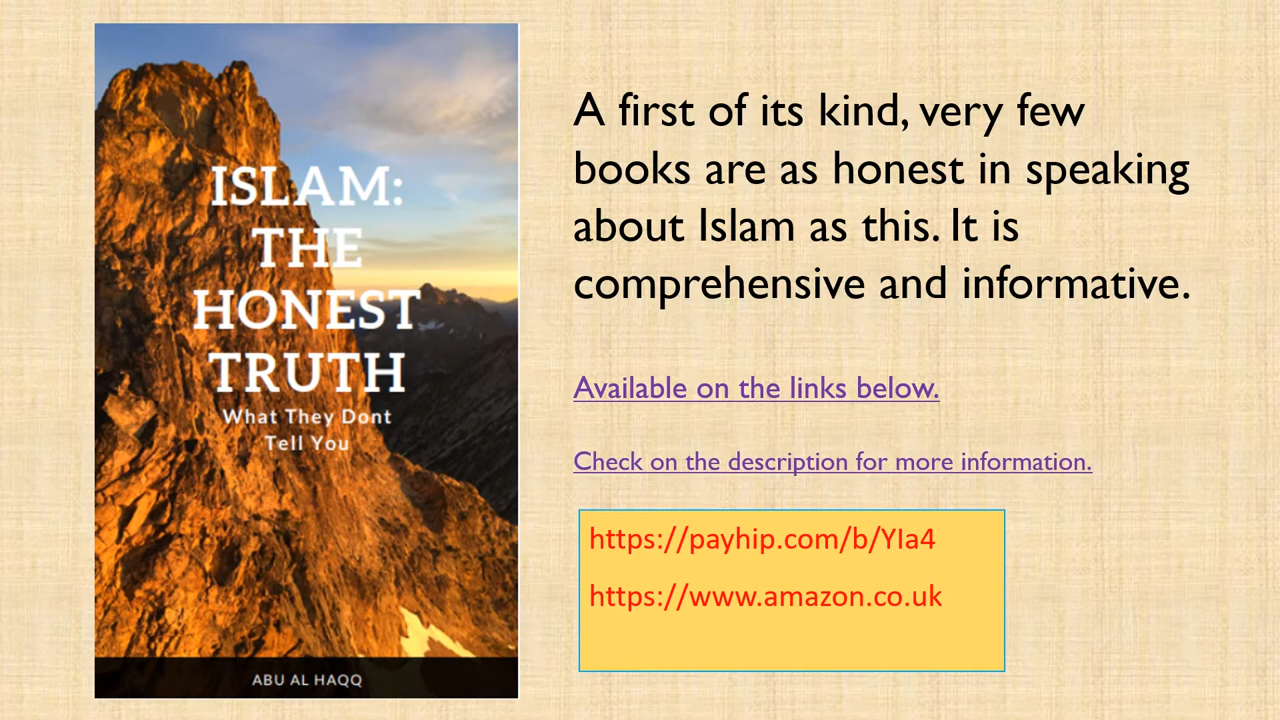 ISLAM:
THE
HONEST
TRUTH
What They Dont
Tell You
ABU AL HAQQ
A first of its kind, very few
books are as honest in speaking
about Islam as this. It is
comprehensive and informative.
Available on the links below.
Check on the description for more information.
https://payhip.com/b/YIa4
https://www.amazon.co.uk